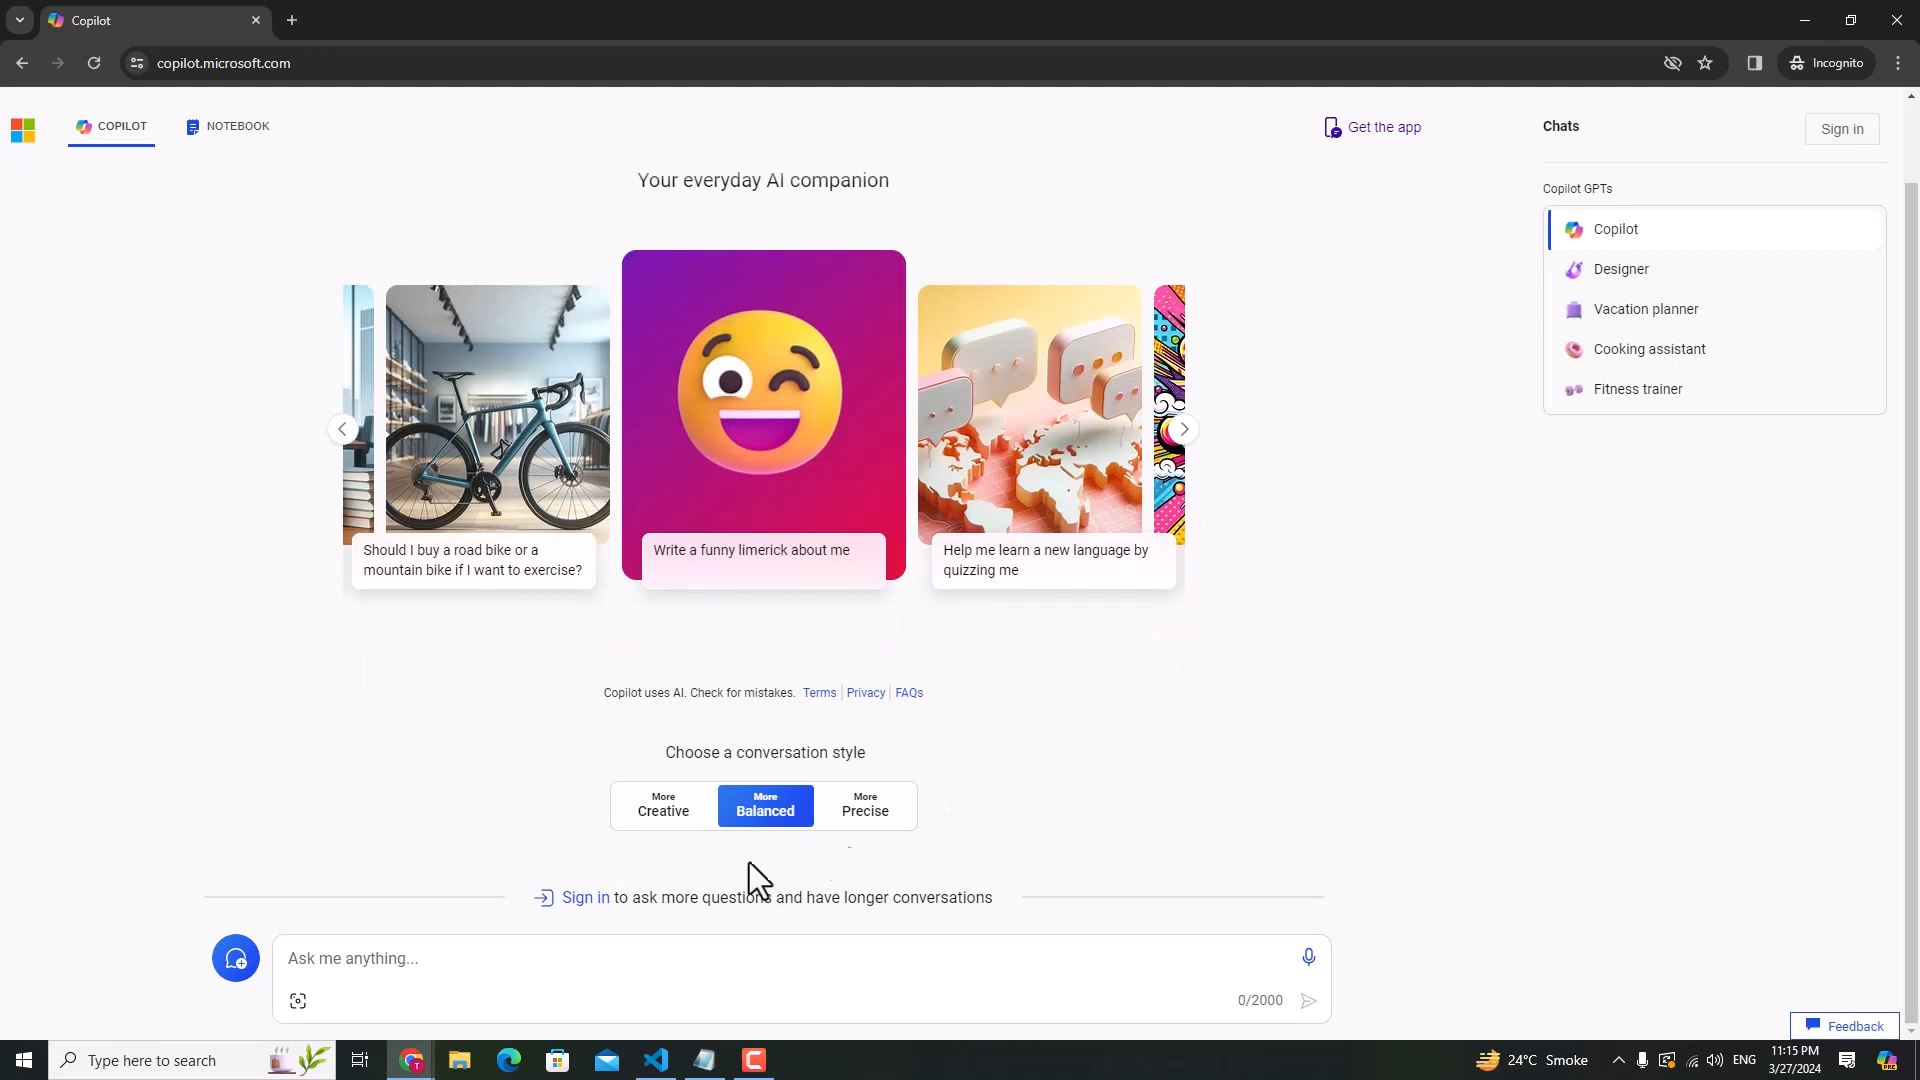 Copilot
copilot.microsoft.com
Incognito
COPILOT
NOTEBOOK
Get the app
Chats
Sign in
Your everyday AI companion
Copilot GPTs
Copilot
Designer
Vacation planner
Cooking assistant
Fitness trainer
Should I buy a road bike or a
mountain bike if I want to exercise?
Write a funny limerick about me
Help me learn a new language by
quizzing me
Copilot uses AI. Check for mistakes. Terms Privacy FAQs
Choose a conversation style
More
Creative
More
Balanced
More
Precise
Sign in to ask more questions and have longer conversations
Ask me anything...
0/2000
Feedback
Type here to search
24°C Smoke
ENG
11:15 PM
3/27/2024